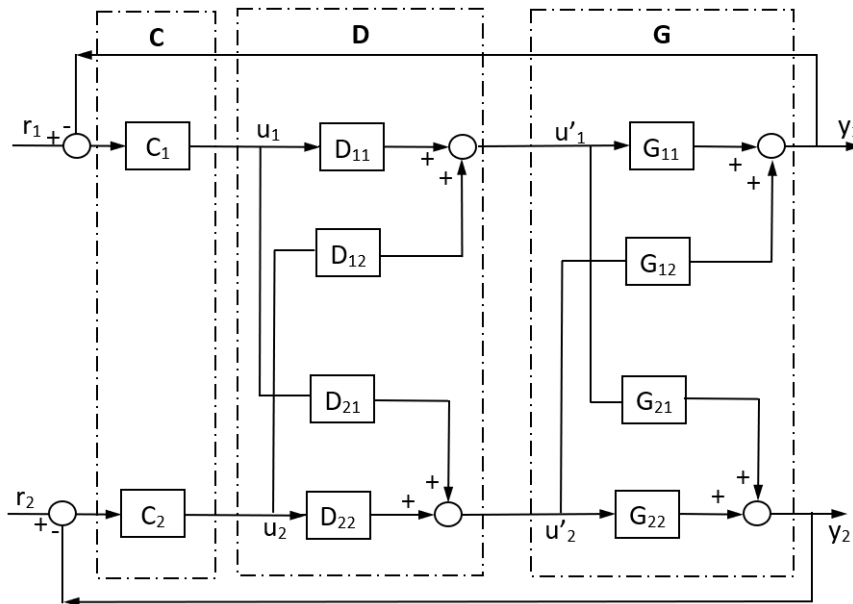 C D G
r₁ + - C₁ u₁ D₁₁ + + u'₁ G₁₁ + + y₁
D₁₂ G₁₂
D₂₁ G₂₁
r₂ + - C₂ u₂ D₂₂ + + u'₂ G₂₂ + + y₂